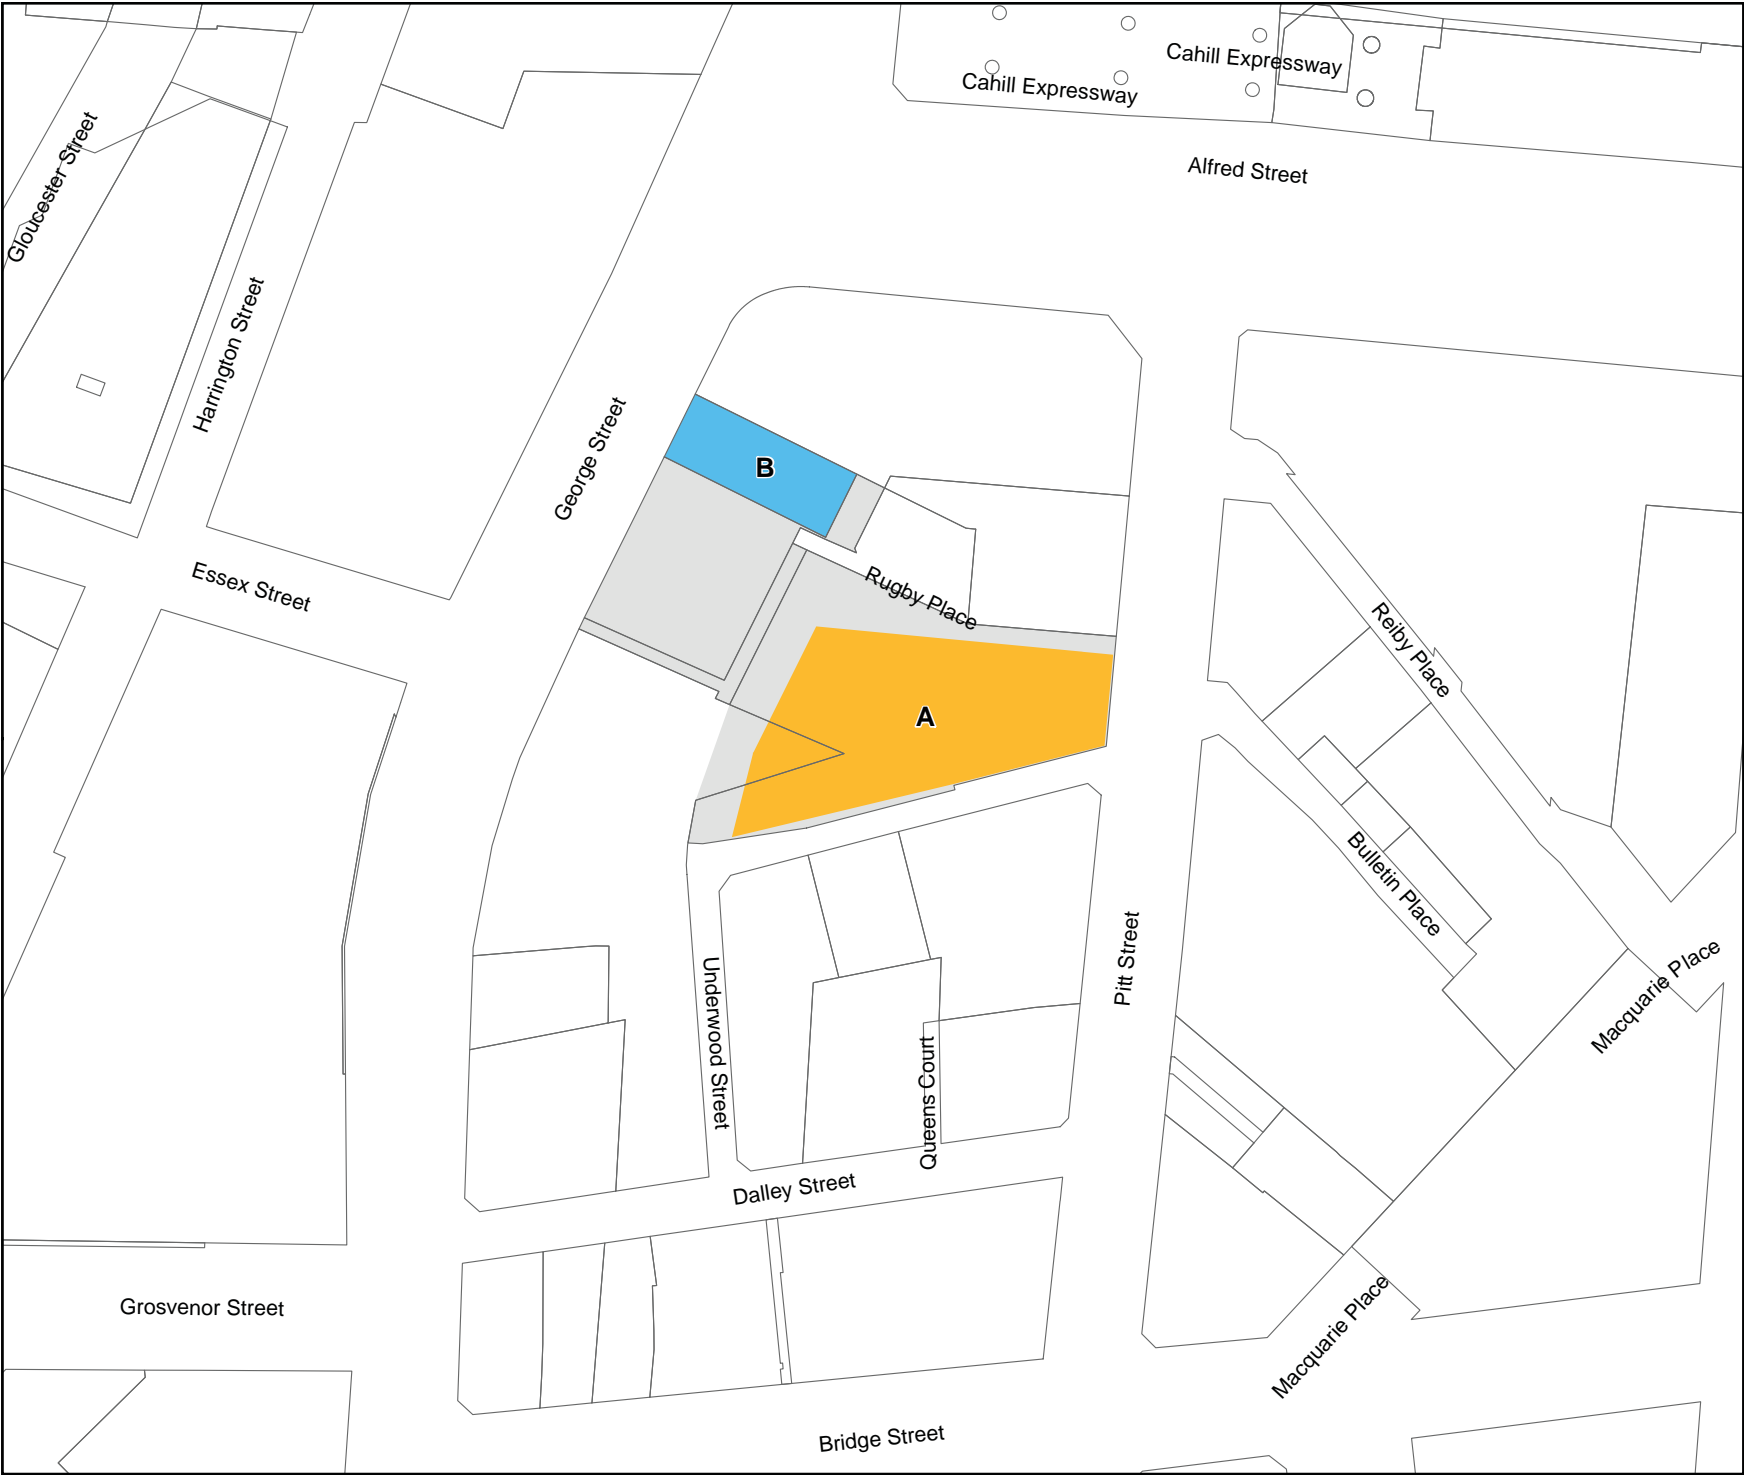 Cahill Expressway
Cahill Expressway
Alfred Street
Gloucester Street
Harrington Street
George Street
B
Essex Street
Rugby Place
Reiby Place
A
Bulletin Place
Pitt Street
Macquarie Place
Underwood Street
Queens Court
Dalley Street
Grosvenor Street
Macquarie Place
Bridge Street